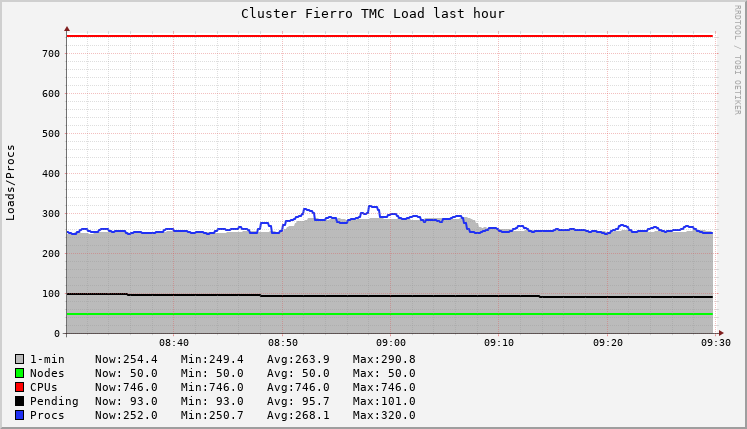 Cluster Fierro TMC Load last hour
RRDTOOL / TOBI OETIKER
Loads/Procs
700
600
500
400
300
200
100
0
08:40 08:50 09:00 09:10 09:20 09:30
1-min Now:254.4 Min:249.4 Avg:263.9 Max:290.8
Nodes Now: 50.0 Min: 50.0 Avg: 50.0 Max: 50.0
CPUs Now:746.0 Min:746.0 Avg:746.0 Max:746.0
Pending Now: 93.0 Min: 93.0 Avg: 95.7 Max:101.0
Procs Now:252.0 Min:250.7 Avg:268.1 Max:320.0